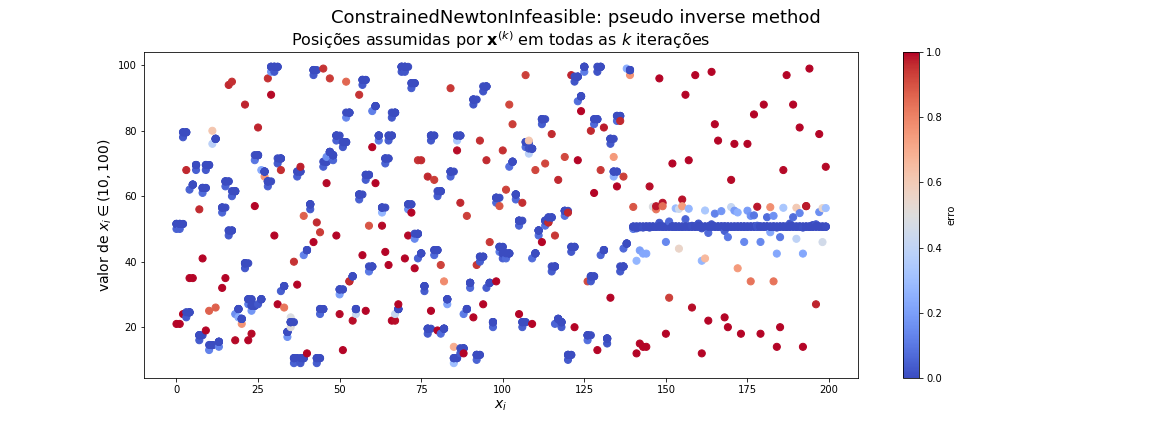 ConstrainedNewtonInfeasible: pseudo inverse method
Posições assumidas por 𝐱⁽ᵏ⁾ em todas as k iterações
valor de xᵢ ∈ (10, 100)
100
80
60
40
20
0 25 50 75 100 125 150 175 200
xᵢ
1.0
0.8
0.6
0.4
0.2
0.0
erro